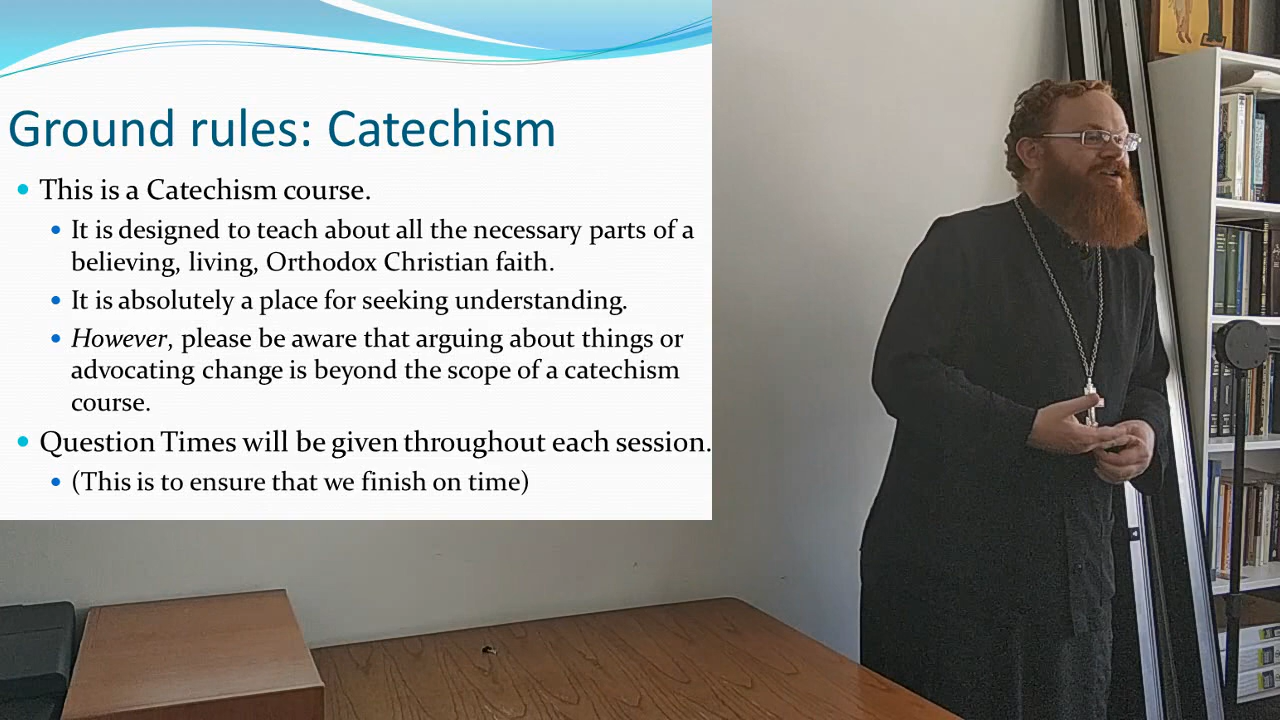 Ground rules: Catechism
• This is a Catechism course.
• It is designed to teach about all the necessary parts of a
believing, living, Orthodox Christian faith.
• It is absolutely a place for seeking understanding.
• However, please be aware that arguing about things or
advocating change is beyond the scope of a catechism
course.
• Question Times will be given throughout each session.
• (This is to ensure that we finish on time)